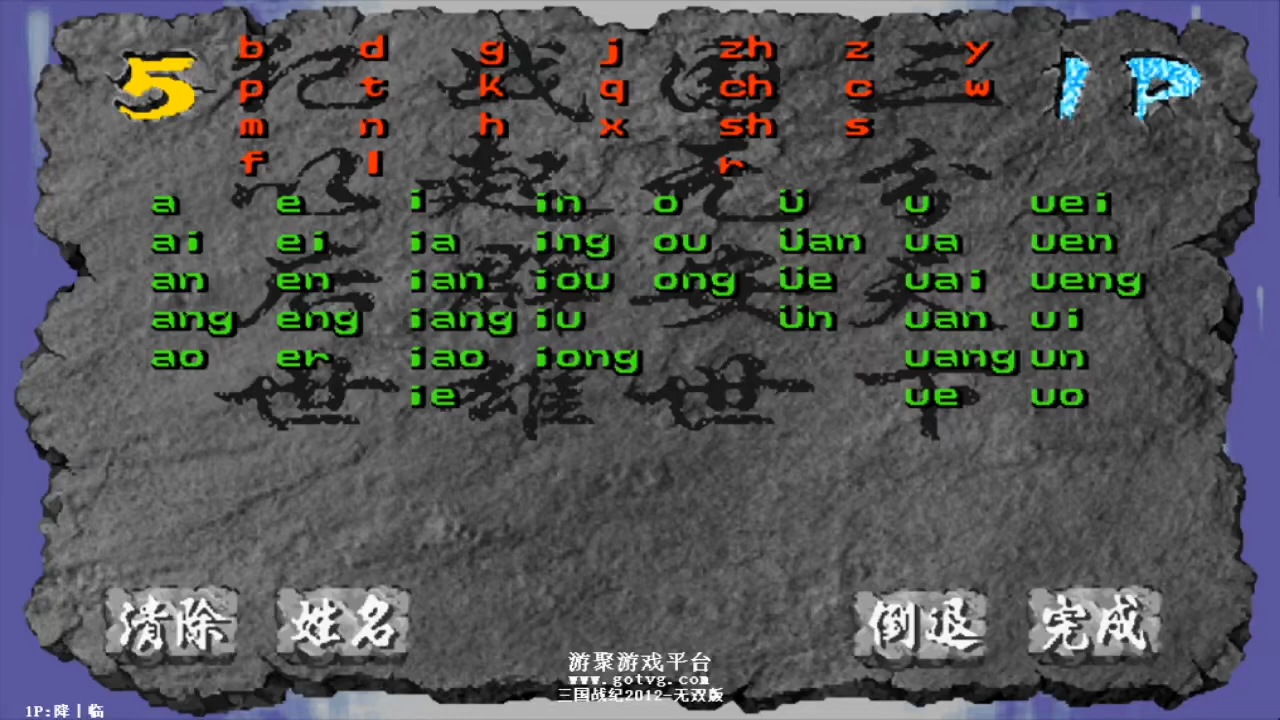 5 b d g j zh z y 1P
p t k q ch c w
m n h x sh s
f l r
a e i in o ü u uei
ai ei ia ing ou üan ua uen
an en ian iou ong üe uai ueng
ang eng iang iu ün uan ui
ao er iao iong uang un
ie ue uo
清除 姓名 倒退 完成
游聚游戏平台
www.gotvg.com
三国战纪2012-无双版
1P:降丨临